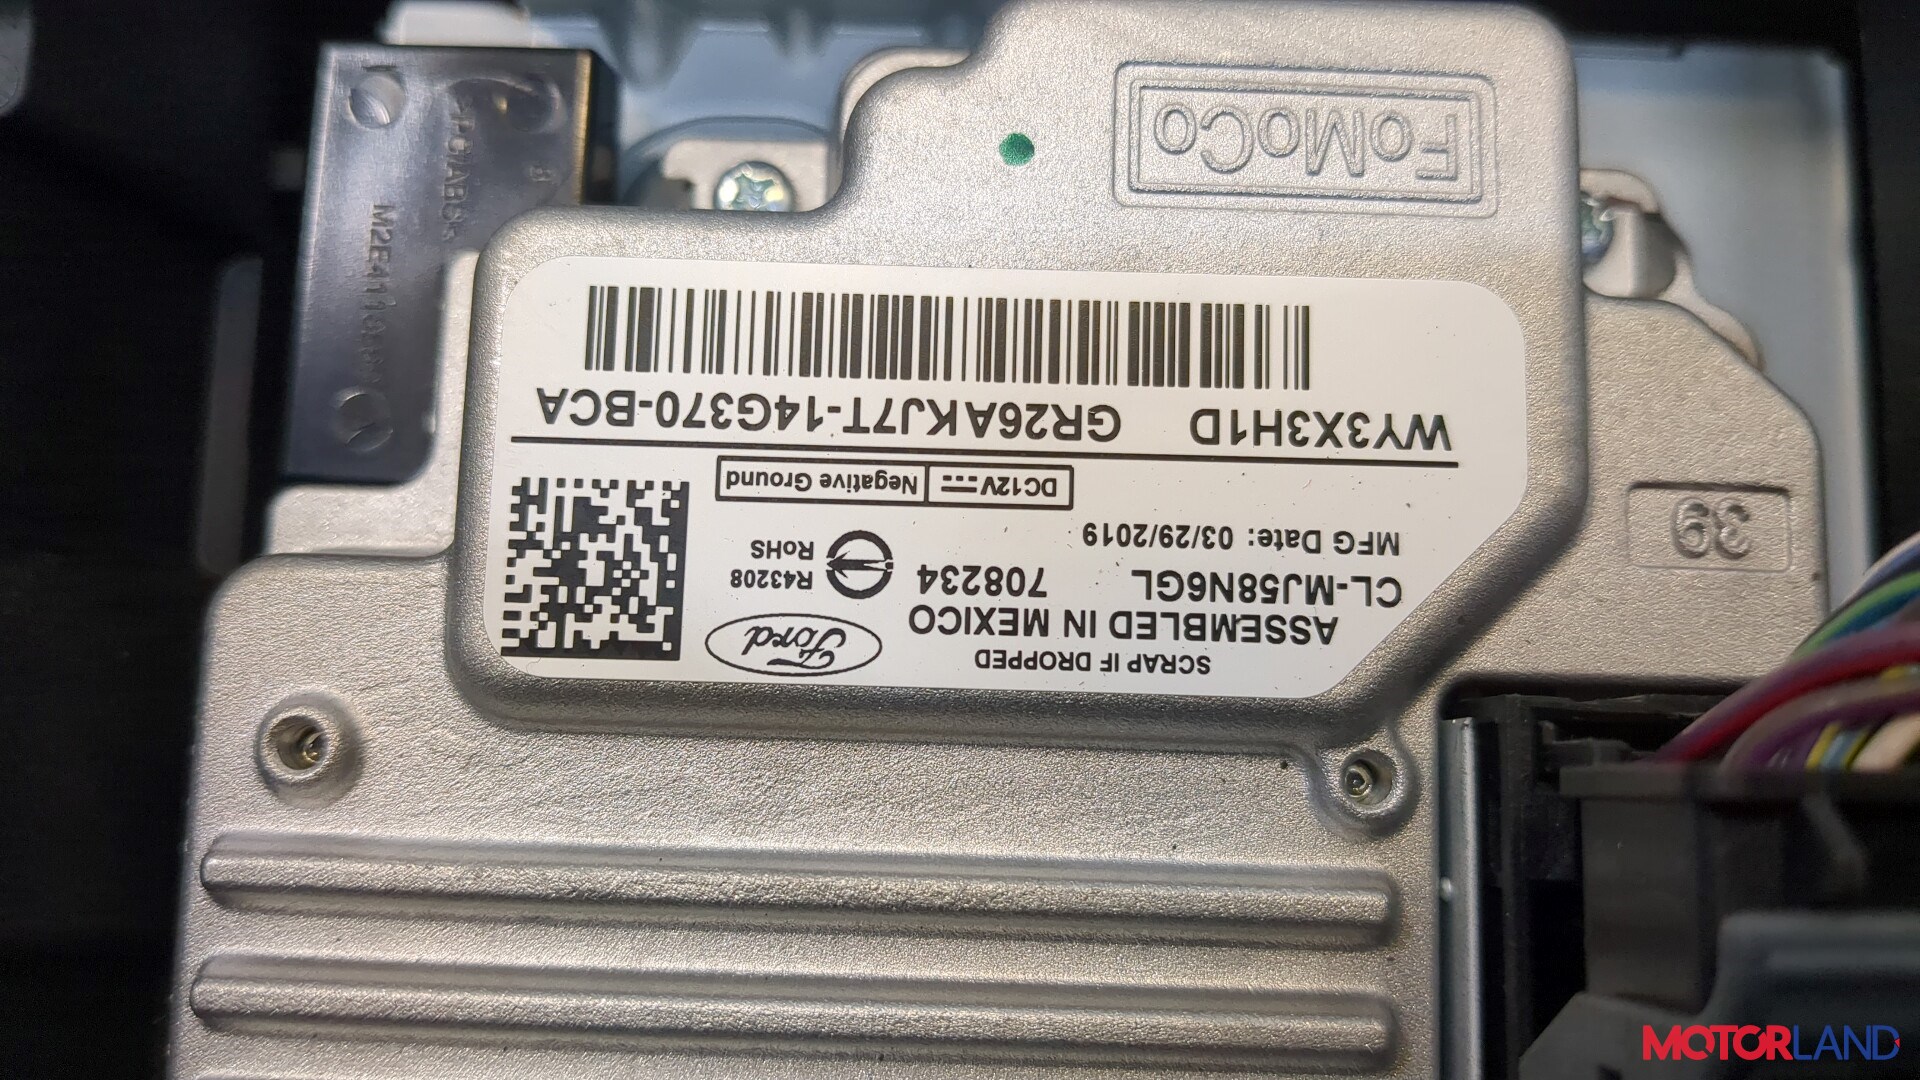 SCRAP IF DROPPED
Ford
ASSEMBLED IN MEXICO
CL-MJ58N6GL 708234
R43208
RoHS
MFG Date: 03/29/2019
DC12V Negative Ground
WY3X3H1D GR26AKJ7T-14G370-BCA
39
FoMoCo
MOTORLAND